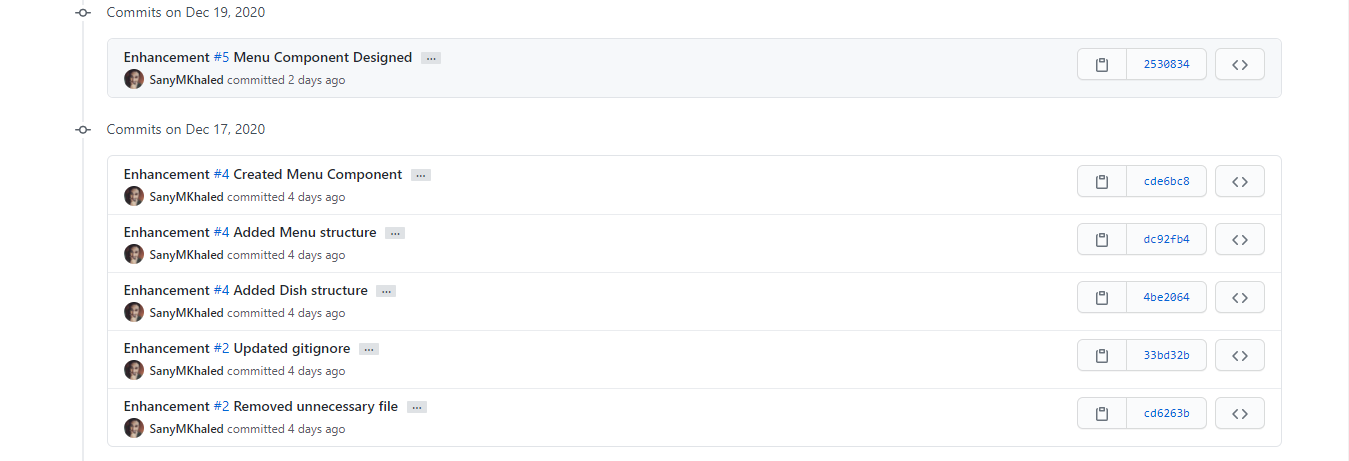 Commits on Dec 19, 2020
Enhancement #5 Menu Component Designed ...
SanyMKhaled committed 2 days ago
2530834
Commits on Dec 17, 2020
Enhancement #4 Created Menu Component ...
SanyMKhaled committed 4 days ago
cde6bc8
Enhancement #4 Added Menu structure ...
SanyMKhaled committed 4 days ago
dc92fb4
Enhancement #4 Added Dish structure ...
SanyMKhaled committed 4 days ago
4be2064
Enhancement #2 Updated gitignore ...
SanyMKhaled committed 4 days ago
33bd32b
Enhancement #2 Removed unnecessary file ...
SanyMKhaled committed 4 days ago
cd6263b